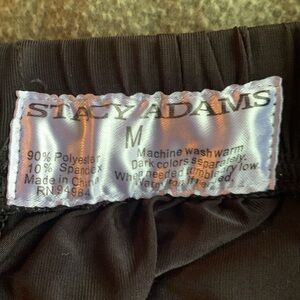 STACY ADAMS
M
90% Polyester
10% Spandex
Made in China
Machine wash warm
Dark colors separately.
When needed tumble dry low.